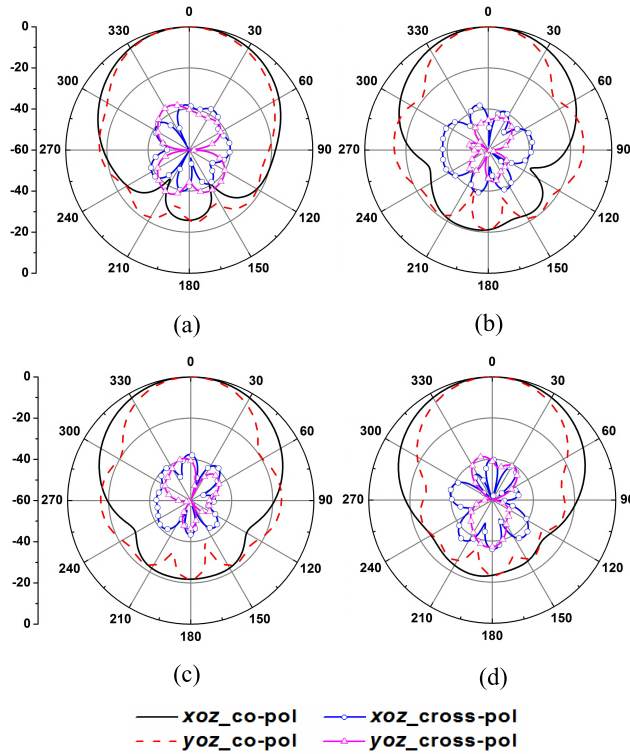 0 0
0 330 30 330 30
-20 300 60 300 60
-40
-60 270 90 270 90
-40
240 120 240 120
-20
210 150 210 150
0 180 180
(a) (b)
0 0
0 330 30 330 30
-20 300 60 300 60
-40
-60 270 90 270 90
-40
240 120 240 120
-20
210 150 210 150
0 180 180
(c) (d)
xoz_co-pol xoz_cross-pol
yoz_co-pol yoz_cross-pol